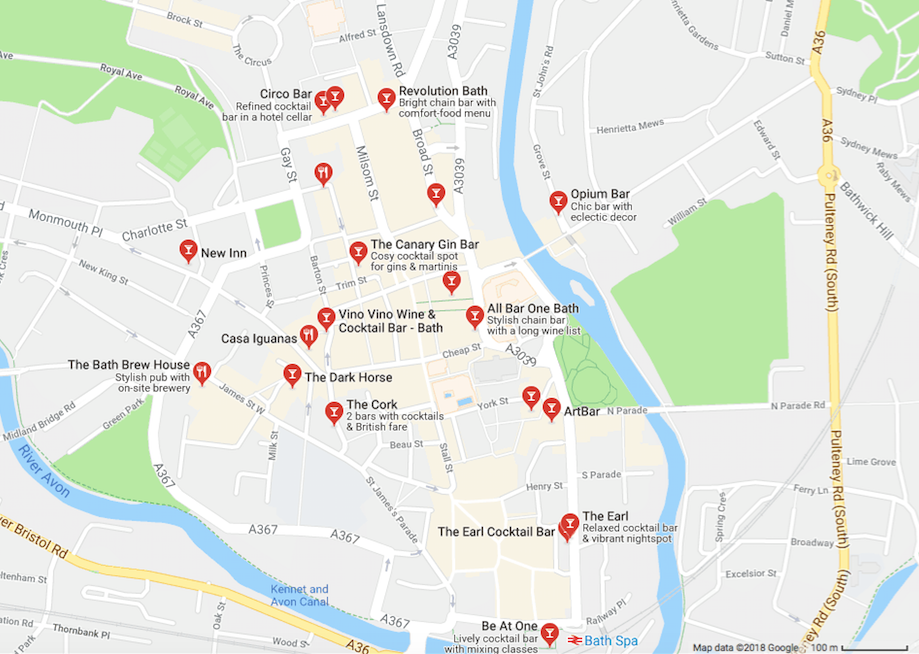 Brock St
The Circus
Alfred St
Lansdown Rd
A3039
St John's Rd
Henrietta Gardens
Daniel M
A36
Sutton St
Sydney Pl
Royal Ave
Royal Ave
Circo Bar
Refined cocktail
bar in a hotel cellar
Revolution Bath
Bright chain bar with
comfort-food menu
Henrietta Mews
A36
Edward St
Sydney Mews
Raby Mews
Gay St
Milsom St
Broad St
A3039
Grove St
Bathwick Hill
Monmouth Pl
Charlotte St
Opium Bar
Chic bar with
eclectic decor
William St
Pulteney Rd (South)
New Inn
The Canary Gin Bar
Cosy cocktail spot
for gins & martinis
New King St
Princes S
Barton St
Trim St
A367
Vino Vino Wine &
Cocktail Bar - Bath
All Bar One Bath
Stylish chain bar
with a long wine list
Casa Iguanas
Cheap St
A3039
The Bath Brew House
Stylish pub with
on-site brewery
James St W
The Dark Horse
The Cork
2 bars with cocktails
& British fare
York St
ArtBar
N Parade Rd
N Parade Rd
Midland Bridge Rd
Green Park
Milk St
Beau St
Stall St
River Avon
A367
St James's Parade
Henry St
S Parade
Pulteney Rd (South)
Lime Grove
Ferry Ln
Spring Cres
A367
A367
The Earl Cocktail Bar
The Earl
Relaxed cocktail bar
& vibrant nightspot
Broadway
er Bristol Rd
Excelsior St
eltenham St
Kennet and
Avon Canal
Oak St
A367
Railway Pl
ney Rd (South)
Thornbank Pl
Wood St
A36
Be At One
Lively cocktail bar
with mixing classes
Bath Spa
Map data ©2018 Google
100 m